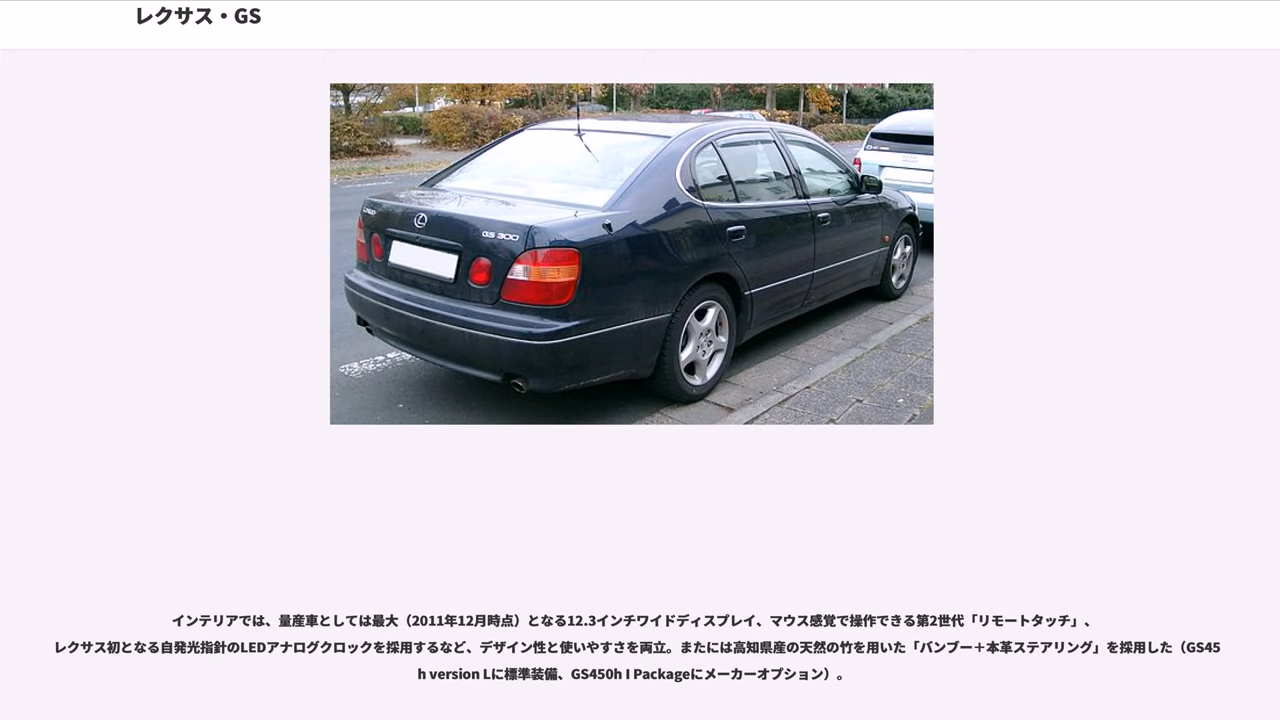 レクサス・GS
GS 300
インテリアでは、量産車としては最大（2011年12月時点）となる12.3インチワイドディスプレイ、マウス感覚で操作できる第2世代「リモートタッチ」、
レクサス初となる自発光指針のLEDアナログクロックを採用するなど、デザイン性と使いやすさを両立。またには高知県産の天然の竹を用いた「バンブー＋本革ステアリング」を採用した（GS45
h version Lに標準装備、GS450h I Packageにメーカーオプション）。